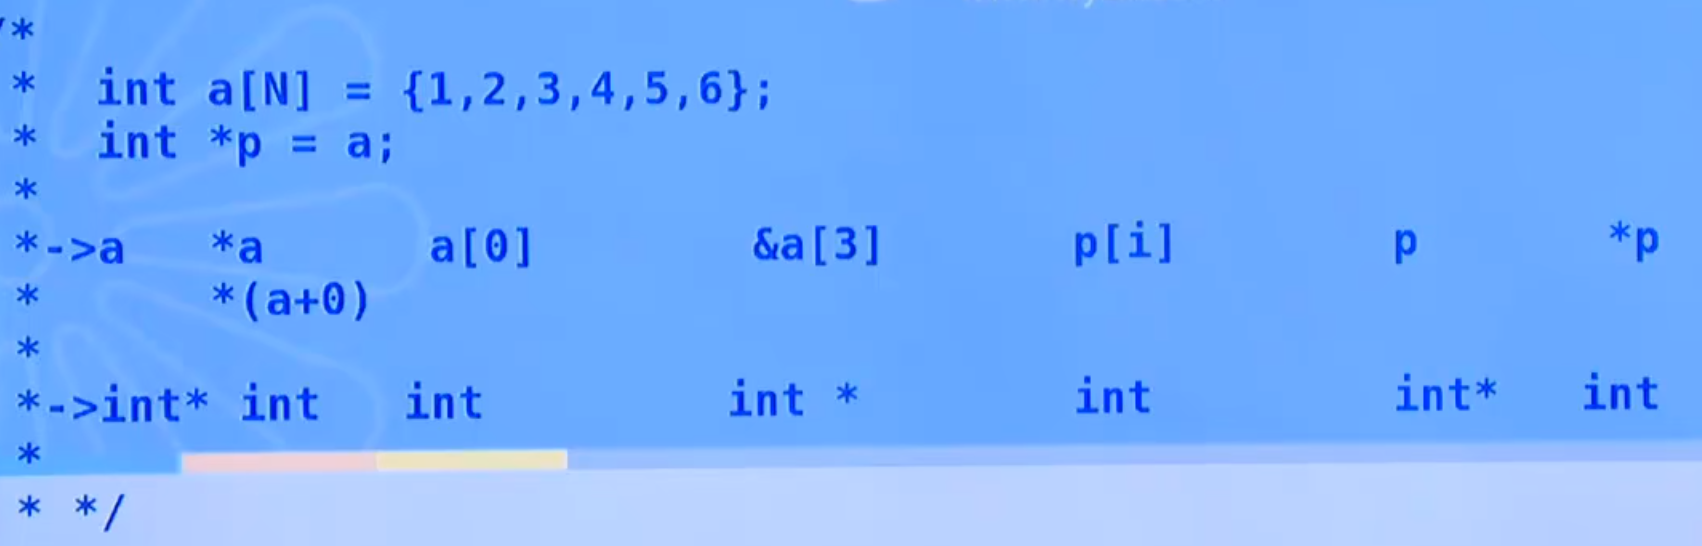 /*
*   int a[N] = {1,2,3,4,5,6};
*   int *p = a;
*
*->a   *a   a[0]   &a[3]   p[i]   p   *p
*   *(a+0)
*
*->int* int   int   int *   int   int*   int
*
* */